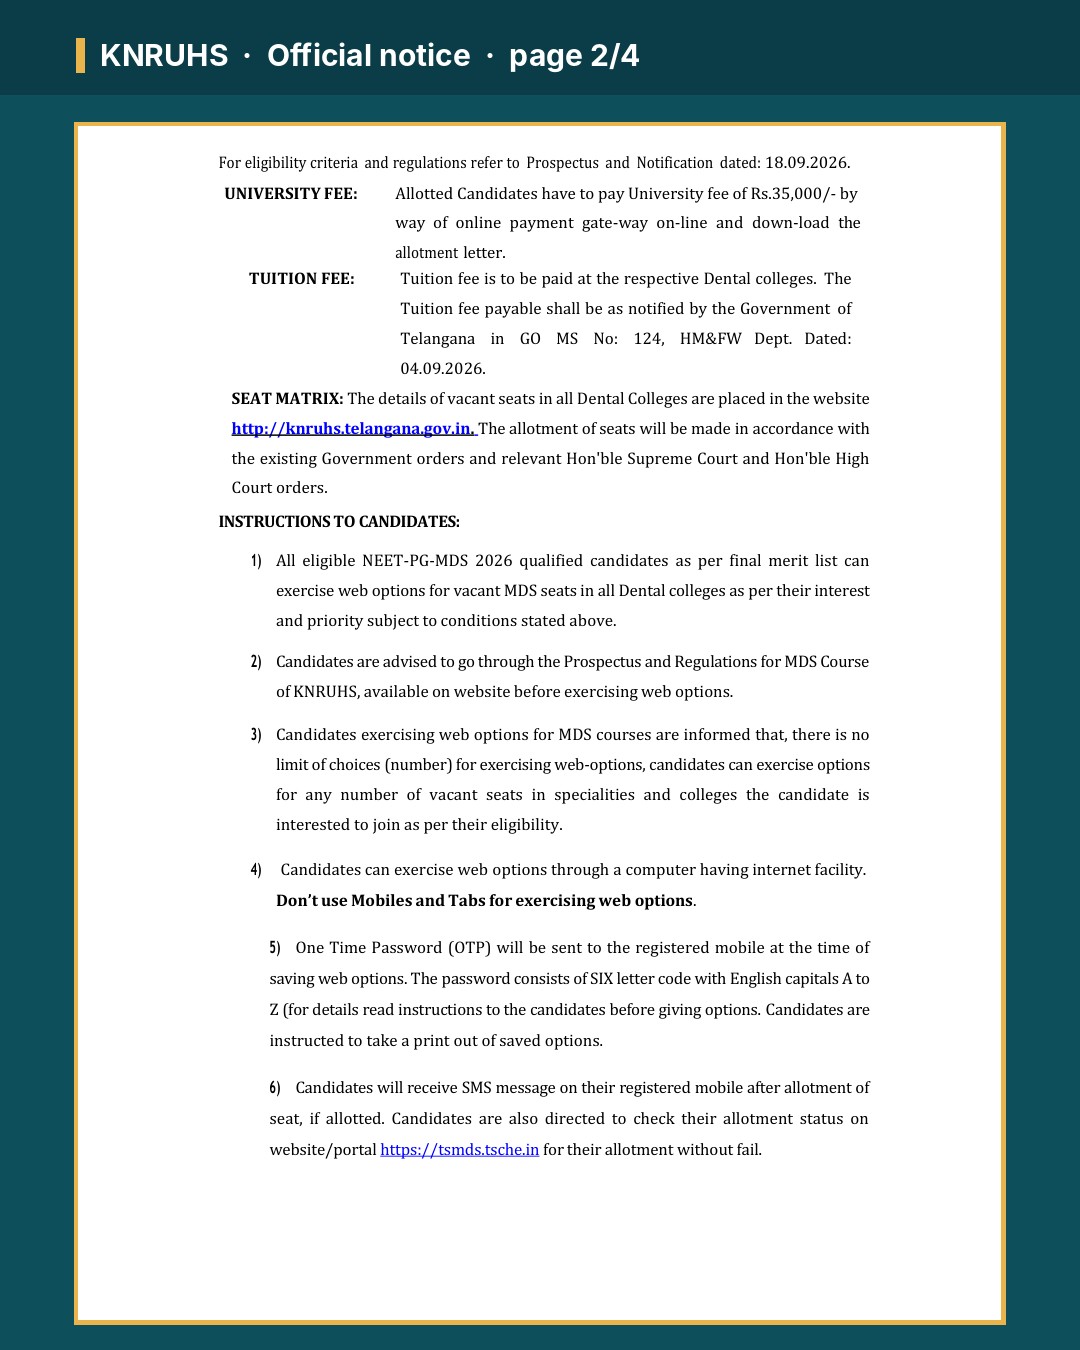 KNRUHS · Official notice · page 2/4
For eligibility criteria and regulations refer to Prospectus and Notification dated: 18.09.2026.
UNIVERSITY FEE: Allotted Candidates have to pay University fee of Rs.35,000/- by
way of online payment gate-way on-line and down-load the
allotment letter.
TUITION FEE: Tuition fee is to be paid at the respective Dental colleges. The
Tuition fee payable shall be as notified by the Government of
Telangana in GO MS No: 124, HM&FW Dept. Dated:
04.09.2026.
SEAT MATRIX: The details of vacant seats in all Dental Colleges are placed in the website
http://knruhs.telangana.gov.in. The allotment of seats will be made in accordance with
the existing Government orders and relevant Hon'ble Supreme Court and Hon'ble High
Court orders.
INSTRUCTIONS TO CANDIDATES:
1) All eligible NEET-PG-MDS 2026 qualified candidates as per final merit list can
exercise web options for vacant MDS seats in all Dental colleges as per their interest
and priority subject to conditions stated above.
2) Candidates are advised to go through the Prospectus and Regulations for MDS Course
of KNRUHS, available on website before exercising web options.
3) Candidates exercising web options for MDS courses are informed that, there is no
limit of choices (number) for exercising web-options, candidates can exercise options
for any number of vacant seats in specialities and colleges the candidate is
interested to join as per their eligibility.
4) Candidates can exercise web options through a computer having internet facility.
Don't use Mobiles and Tabs for exercising web options.
5) One Time Password (OTP) will be sent to the registered mobile at the time of
saving web options. The password consists of SIX letter code with English capitals A to
Z (for details read instructions to the candidates before giving options. Candidates are
instructed to take a print out of saved options.
6) Candidates will receive SMS message on their registered mobile after allotment of
seat, if allotted. Candidates are also directed to check their allotment status on
website/portal https://tsmds.tsche.in for their allotment without fail.